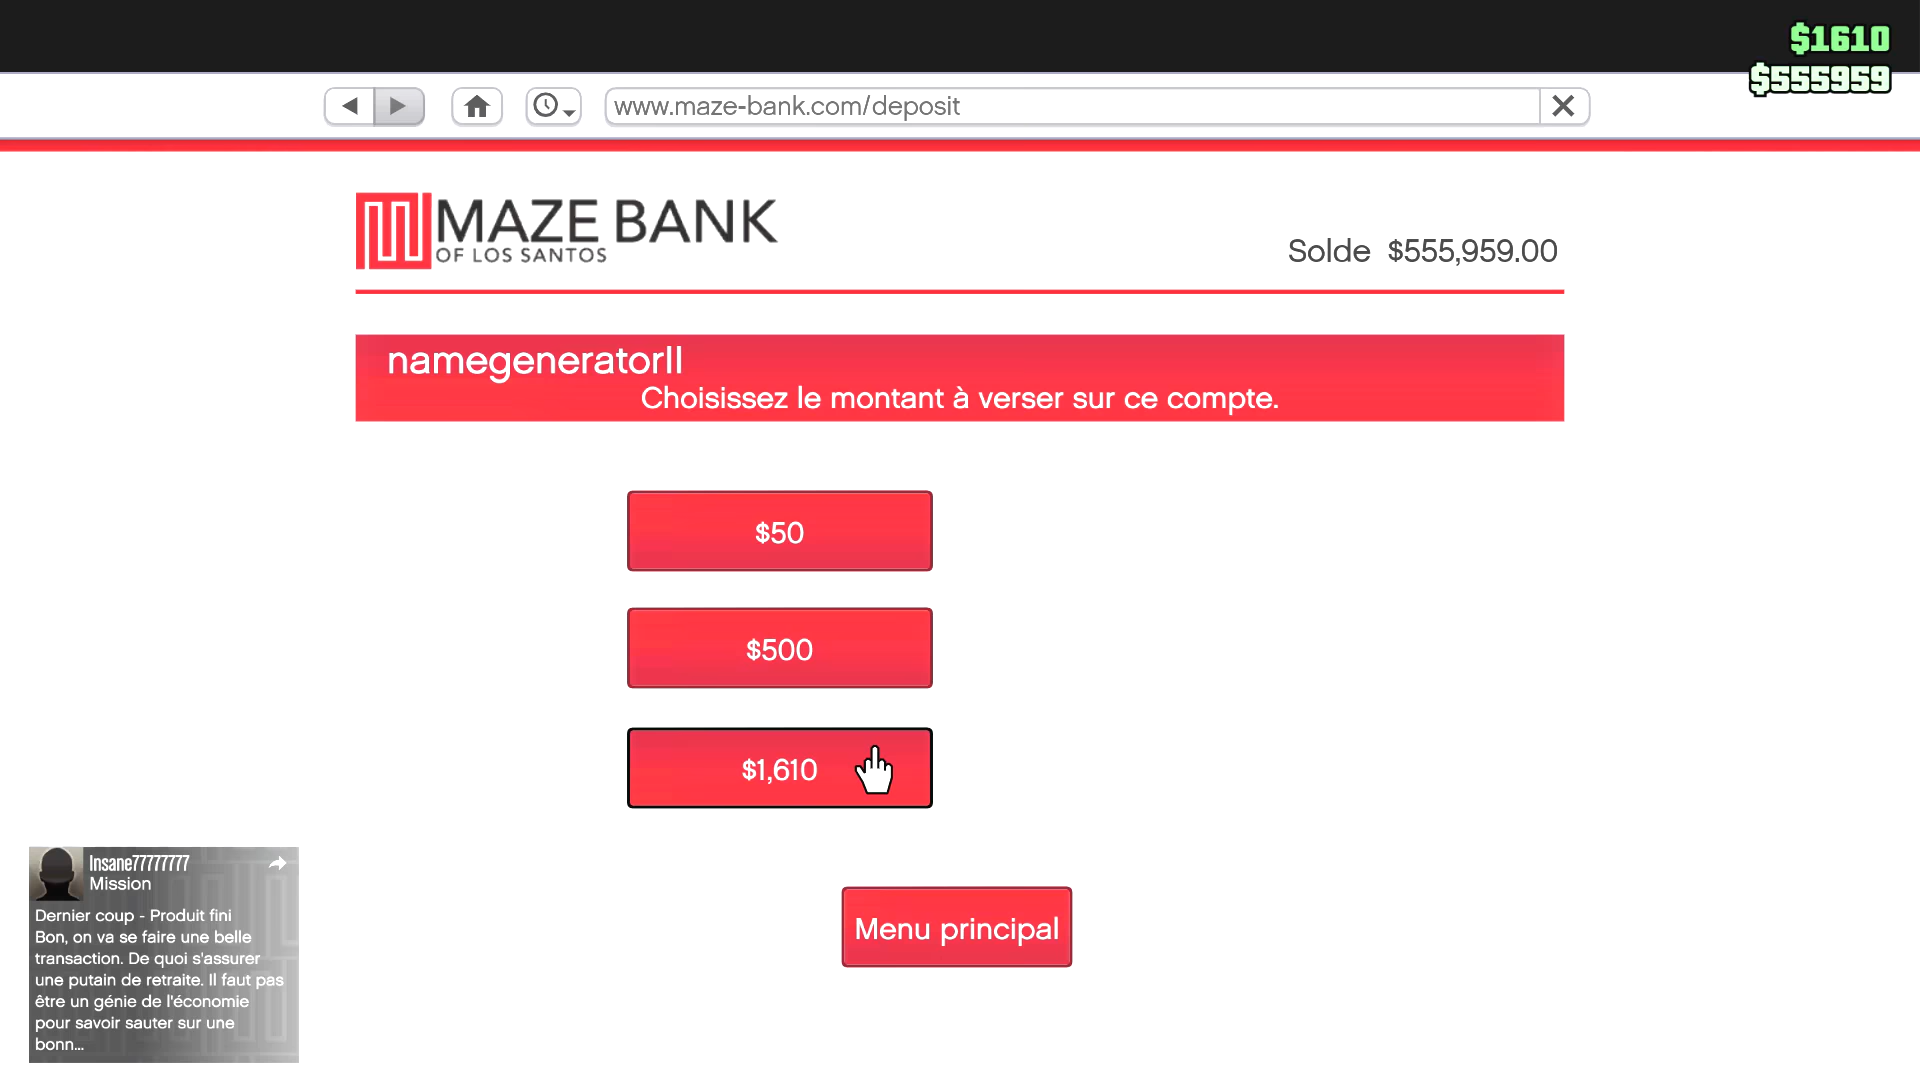 $1610
$555959
www.maze-bank.com/deposit
MAZE BANK
OF LOS SANTOS
Solde $555,959.00
namegeneratorII
Choisissez le montant à verser sur ce compte.
$50
$500
$1,610
Menu principal
Insane77777777
Mission
Dernier coup - Produit fini
Bon, on va se faire une belle
transaction. De quoi s'assurer
une putain de retraite. Il faut pas
être un génie de l'économie
pour savoir sauter sur une
bonn...